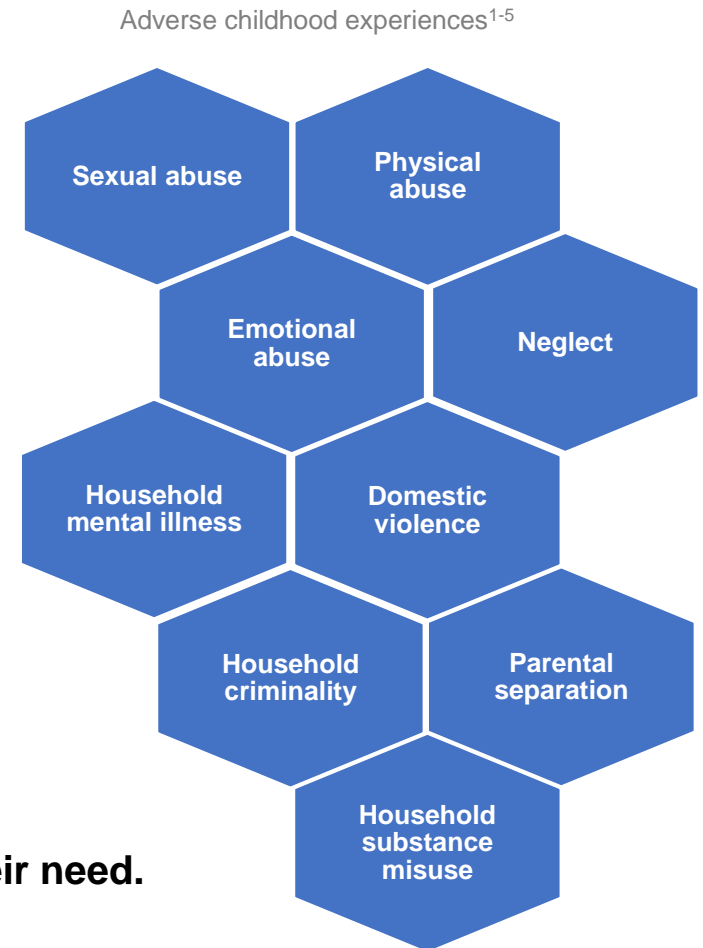 Adverse childhood experiences1-5
Sexual abuse
Physical
abuse
Emotional
abuse
Neglect
Household
mental illness
Domestic
violence
Household
criminality
Parental
separation
Household
substance
misuse
eir need.